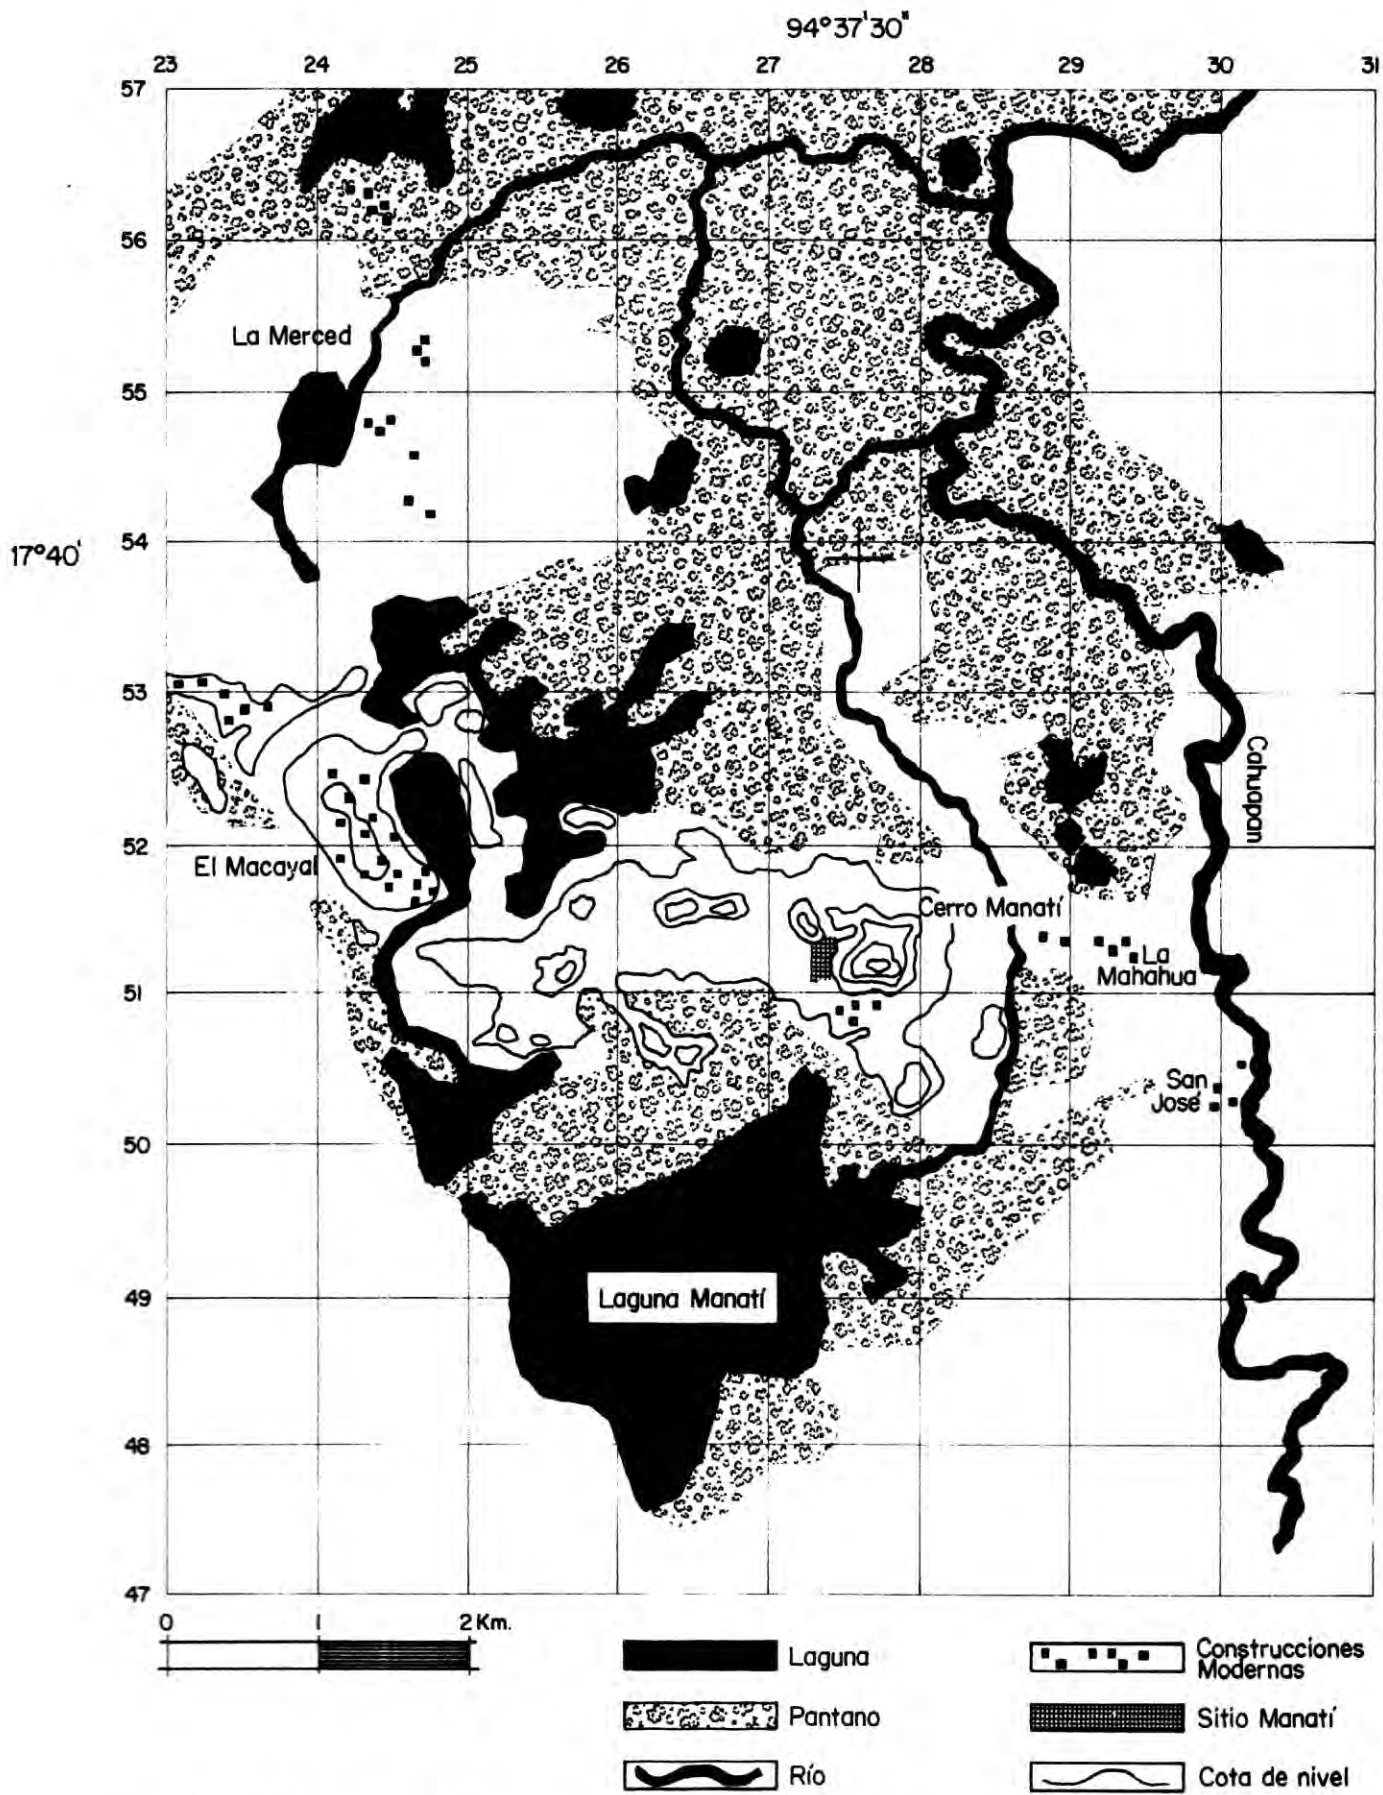 94°37'30"
23 24 25 26 27 28 29 30 31
57
56
La Merced
55
54
17°40'
53
Cahuapan
52
El Macayal
Cerro Manatí
La
Mahahua
51
San
José
50
Laguna Manatí
49
48
47
0 1 2 Km.
Laguna
Construcciones
Modernas
Pantano
Sitio Manatí
Río
Cota de nivel